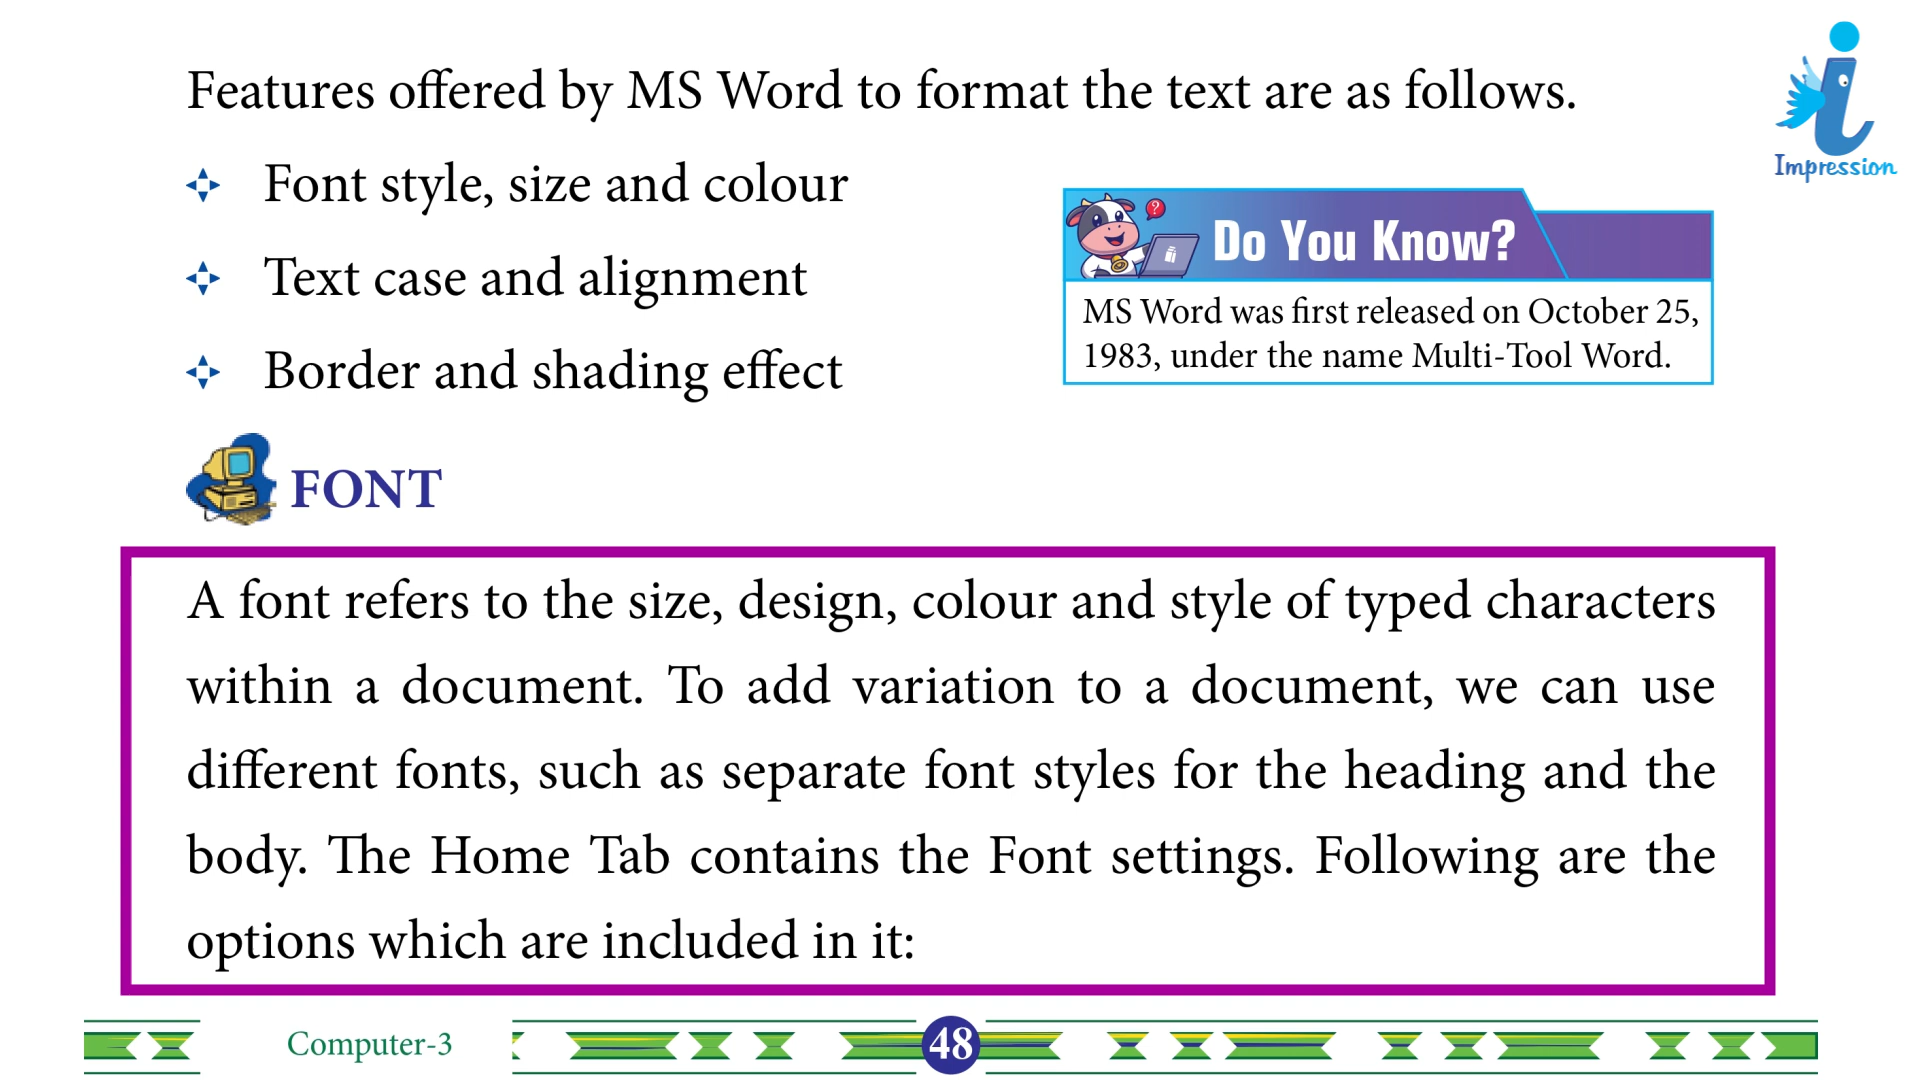 Features offered by MS Word to format the text are as follows.
Font style, size and colour
Text case and alignment
Border and shading effect
Impression
?
Do You Know?
MS Word was first released on October 25,
1983, under the name Multi-Tool Word.
FONT
A font refers to the size, design, colour and style of typed characters
within a document. To add variation to a document, we can use
different fonts, such as separate font styles for the heading and the
body. The Home Tab contains the Font settings. Following are the
options which are included in it:
Computer-3
48